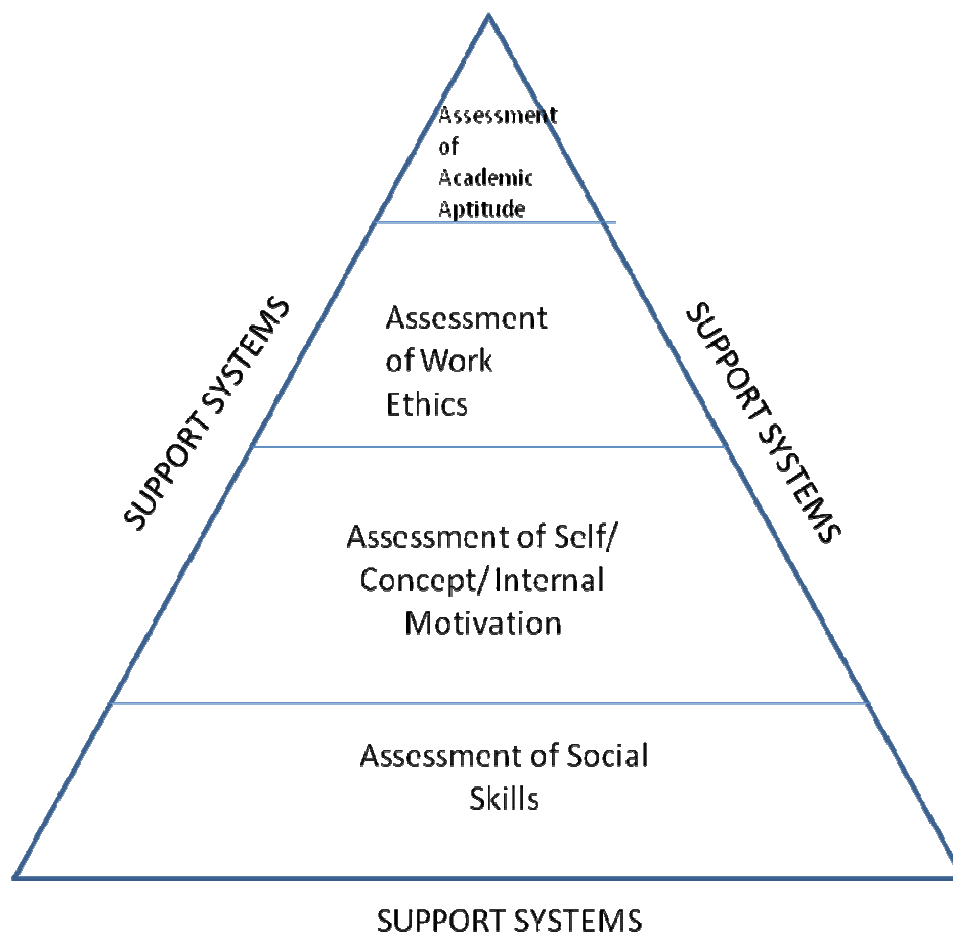 Assessment
of
Academic
Aptitude
Assessment
of Work
Ethics
SUPPORT SYSTEMS
SUPPORT SYSTEMS
Assessment of Self/
Concept/ Internal
Motivation
Assessment of Social
Skills
SUPPORT SYSTEMS